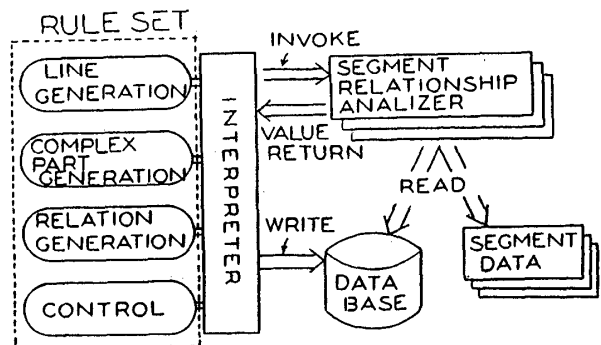 RULE SET
LINE
GENERATION
COMPLEX
PART
GENERATION
RELATION
GENERATION
CONTROL
INTERPRETER
INVOKE
VALUE
RETURN
WRITE
SEGMENT
RELATIONSHIP
ANALIZER
READ
DATA
BASE
SEGMENT
DATA